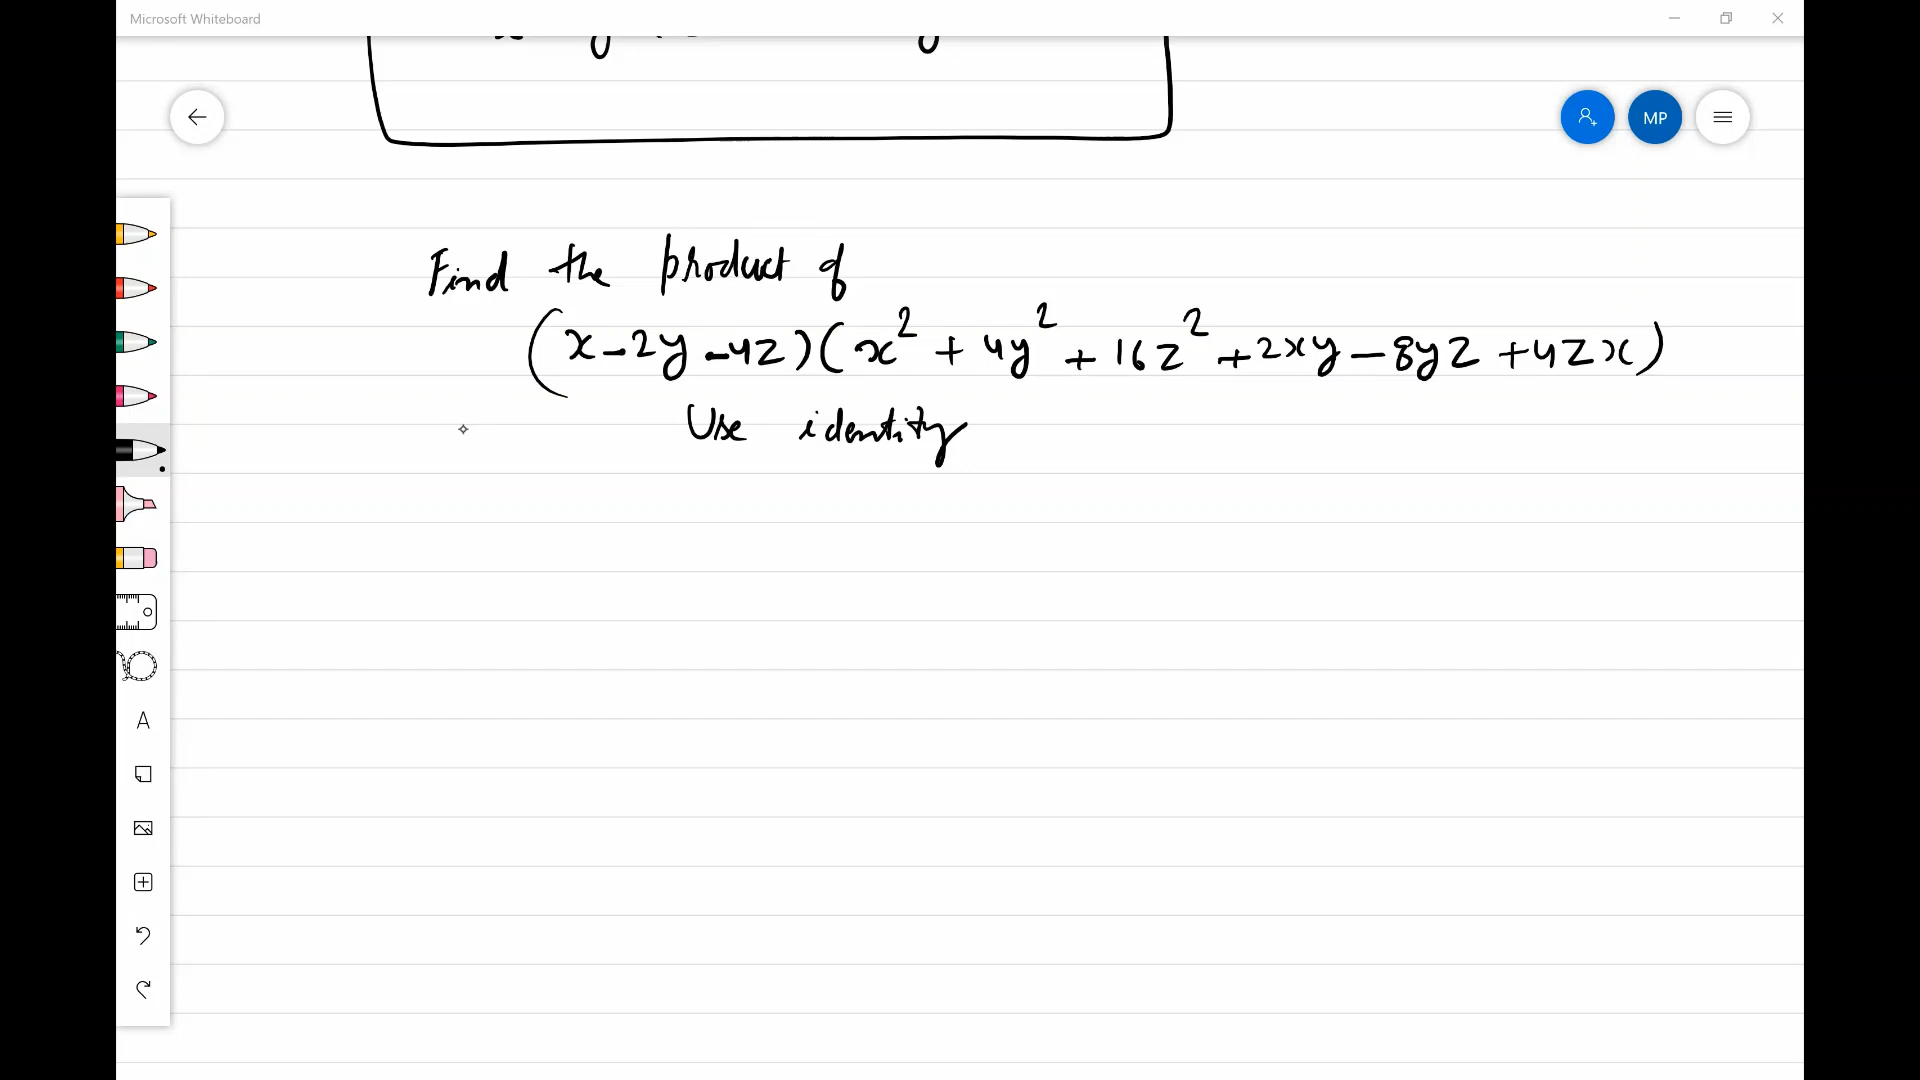 Microsoft Whiteboard
MP
Find the product of
(x-2y-4z)(x² + 4y² + 16z² +2xy-8yz +4zx)
Use identity
A